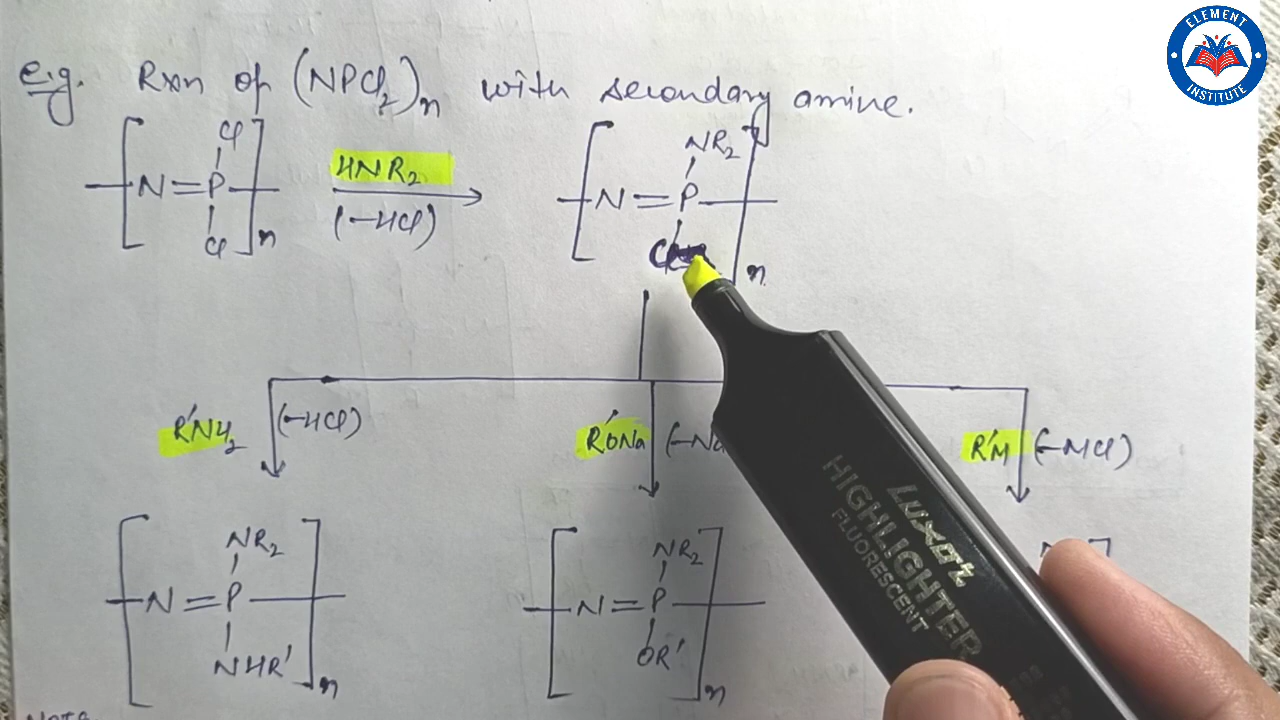 ELEMENT
INSTITUTE
e.g. Rxn of (NPCl₂)ₙ with secondary amine.
Cl
N=P
Cl
n
HNR₂
(-HCl)
NR₂
N=P
n
R'NH₂ (-HCl)
R'ONa
R'M (-MCl)
NR₂
N=P
NHR'
n
NR₂
N=P
OR'
n
LUXOR
HIGHLIGHTER
FLUORESCENT